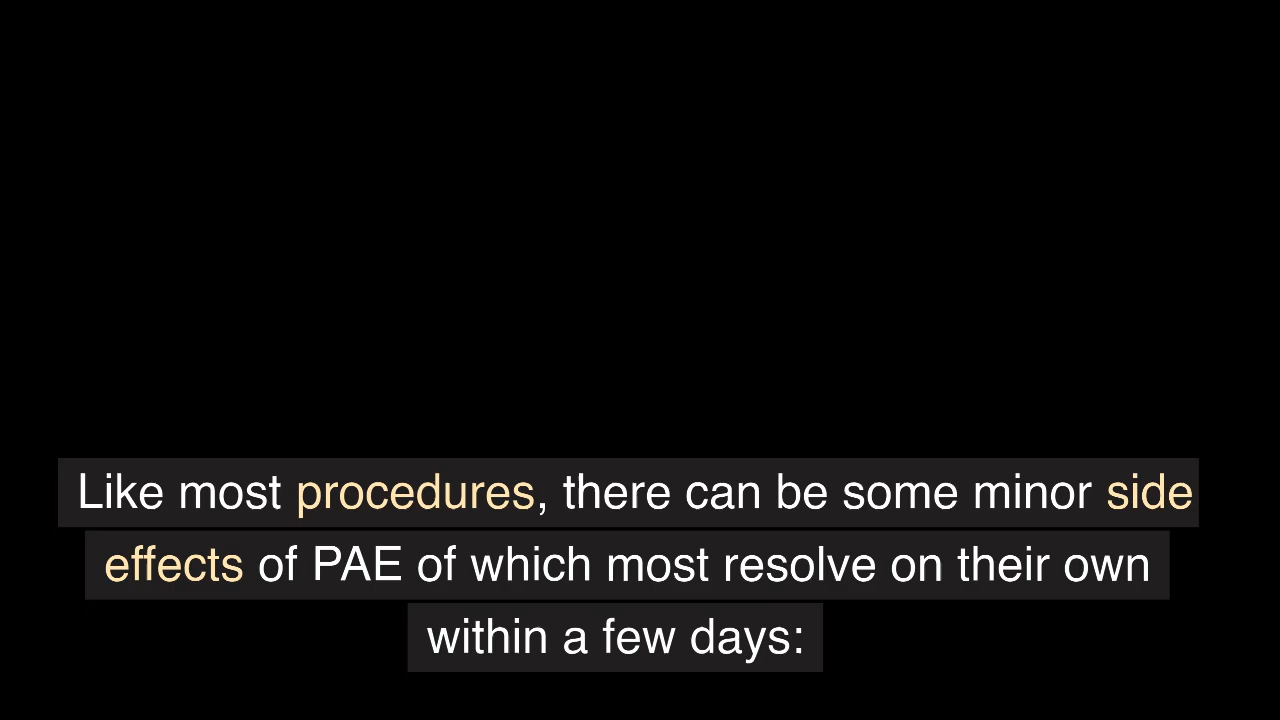 Like most procedures, there can be some minor side
effects of PAE of which most resolve on their own
within a few days: